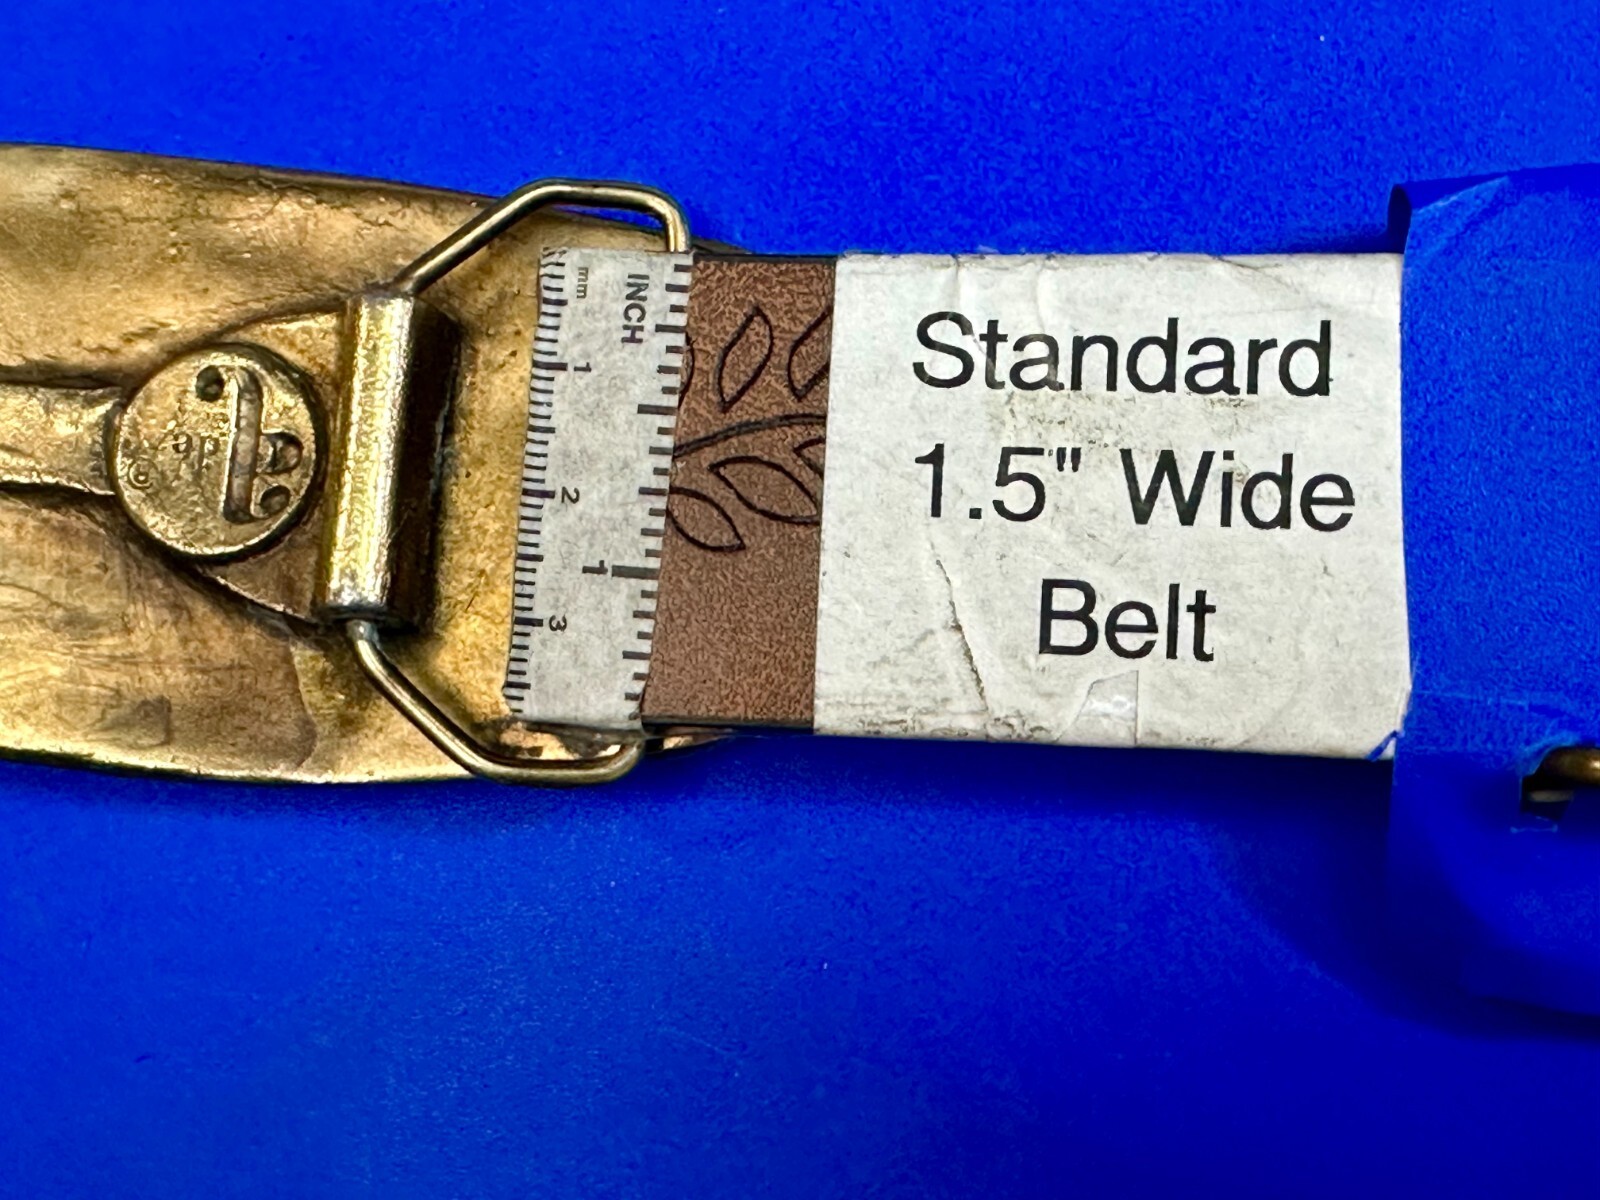 mm
INCH
1
2
1
3
Standard
1.5" Wide
Belt